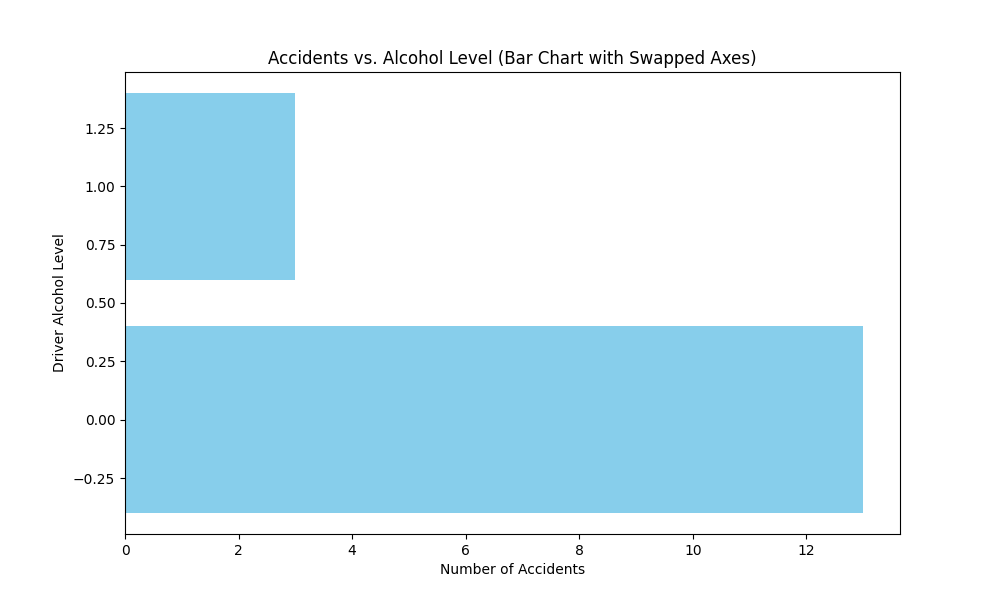 Accidents vs. Alcohol Level (Bar Chart with Swapped Axes)
Driver Alcohol Level
1.25
1.00
0.75
0.50
0.25
0.00
−0.25
0 2 4 6 8 10 12
Number of Accidents